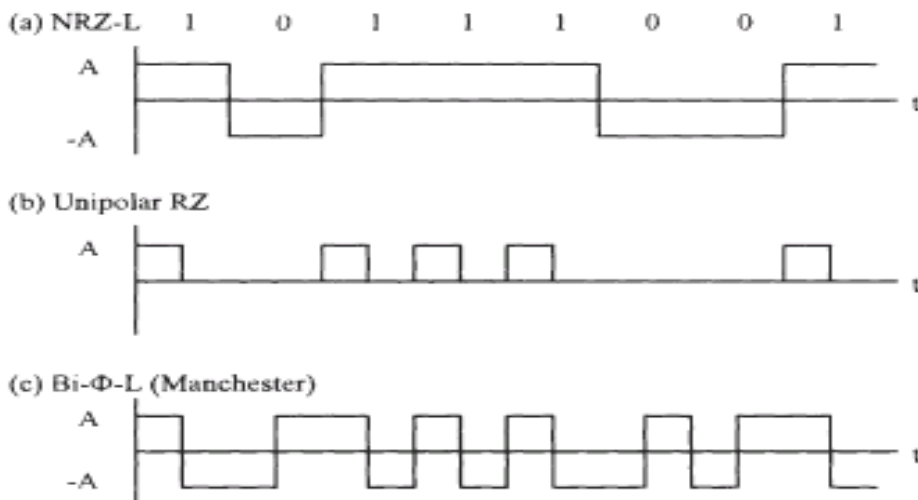 (a) NRZ-L 1 0 1 1 1 0 0 1
A
t
-A
(b) Unipolar RZ
A
t
(c) Bi-Φ-L (Manchester)
A
t
-A